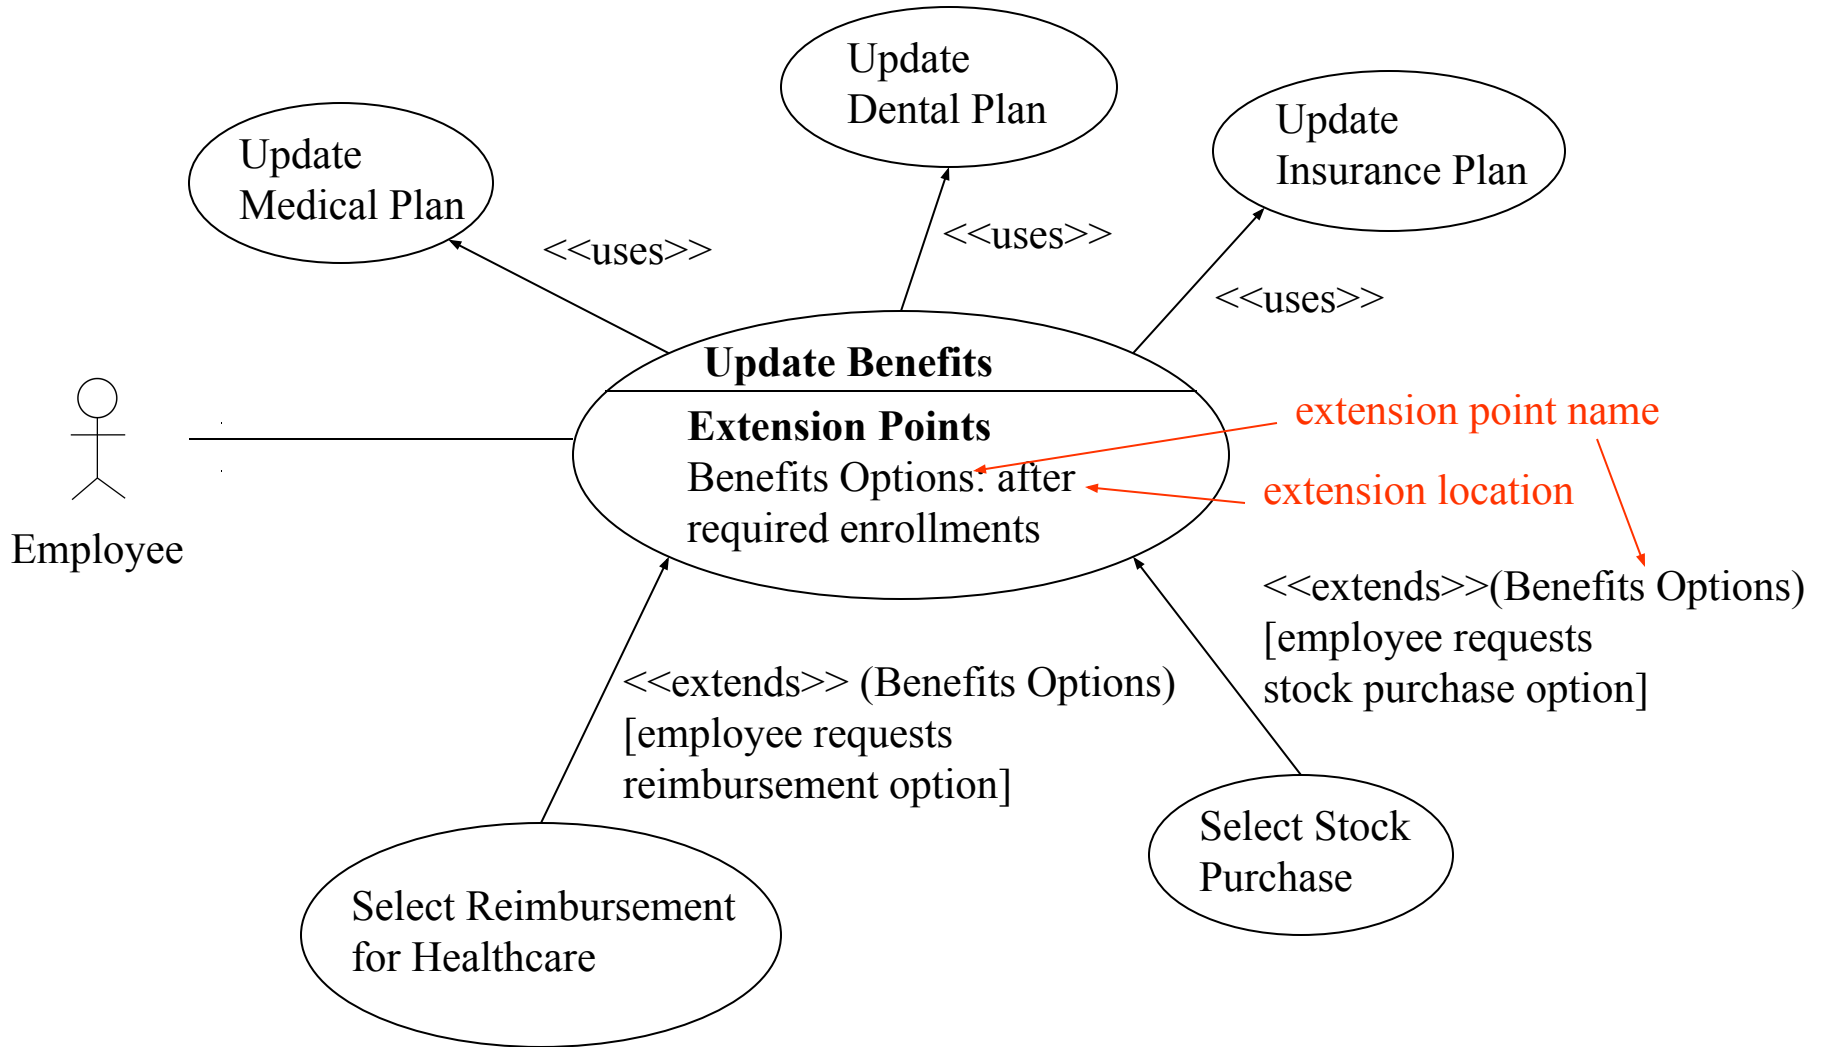 Update
Dental Plan
Update
Insurance Plan
Update
Medical Plan
<<uses>>
<<uses>>
<<uses>>
Update Benefits
Extension Points
Benefits Options: after
required enrollments
extension point name
extension location
Employee
<<extends>>(Benefits Options)
[employee requests
stock purchase option]
<<extends>> (Benefits Options)
[employee requests
reimbursement option]
Select Stock
Purchase
Select Reimbursement
for Healthcare